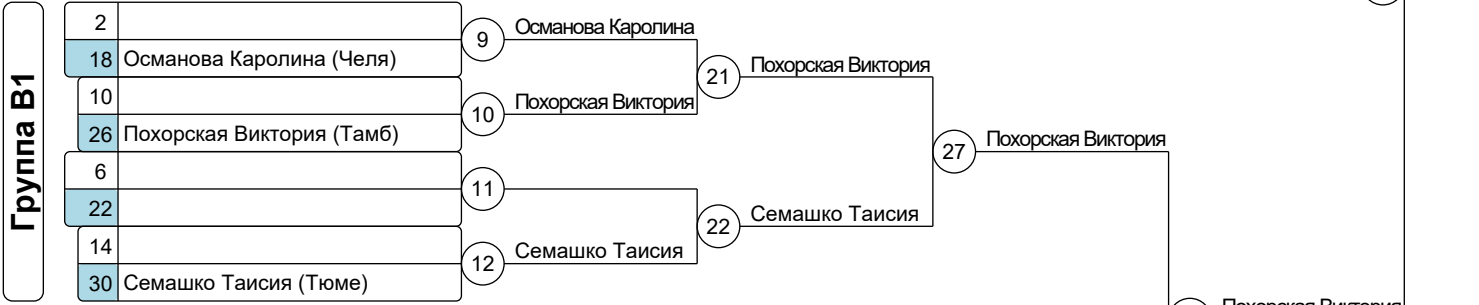 Группа B1
2
18 Османова Каролина (Челя)
10
26 Похорская Виктория (Тамб)
6
22
14
30 Семашко Таисия (Тюме)
9
10
11
12
Османова Каролина
Похорская Виктория
Семашко Таисия
21
22
Похорская Виктория
Семашко Таисия
27
Похорская Виктория
Похорская Виктория